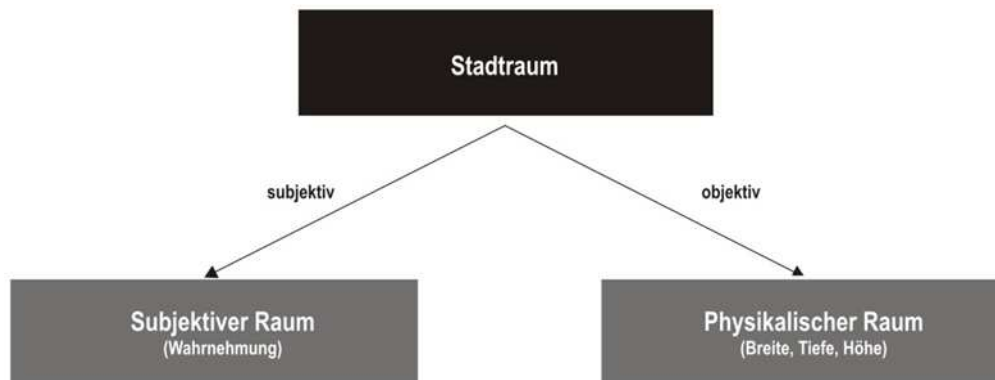 Stadtraum
subjektiv
objektiv
Subjektiver Raum
(Wahrnehmung)
Physikalischer Raum
(Breite, Tiefe, Höhe)